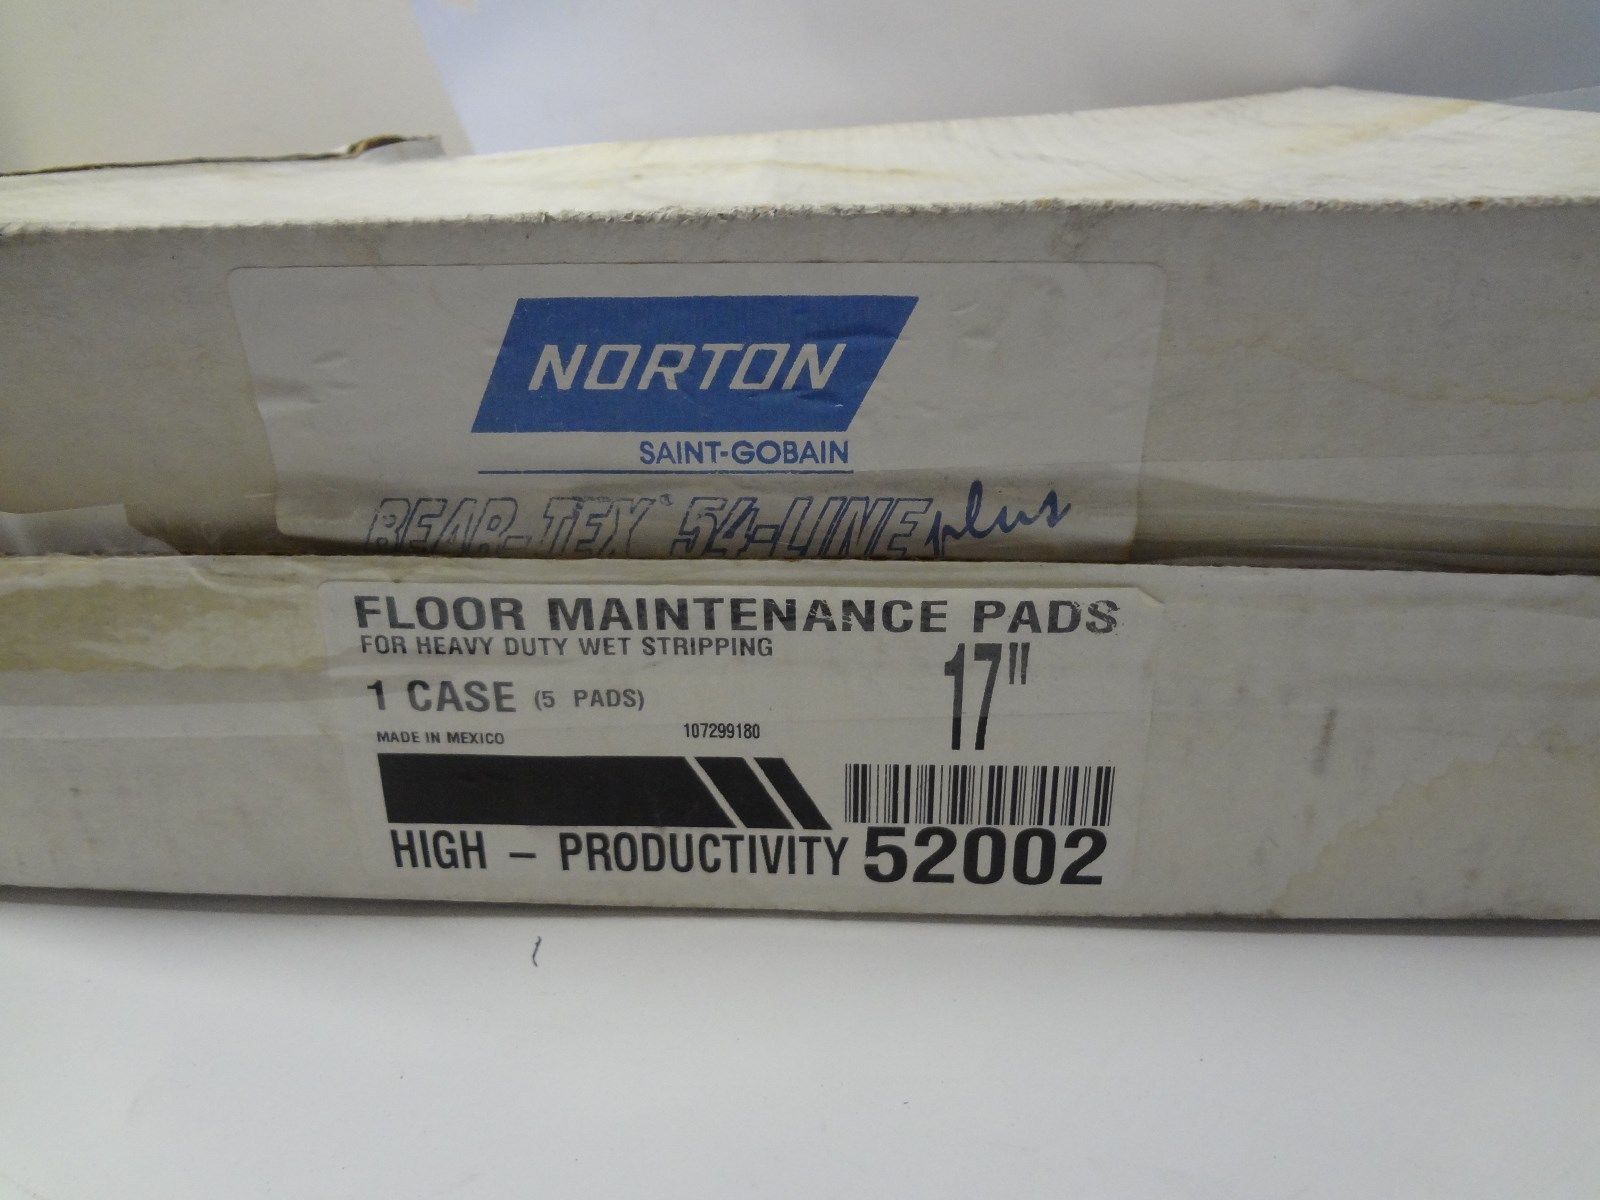 NORTON
SAINT-GOBAIN
BEAR-TEX® 54-LINE plus
FLOOR MAINTENANCE PADS
FOR HEAVY DUTY WET STRIPPING
17"
1 CASE (5 PADS)
MADE IN MEXICO 107299180
HIGH - PRODUCTIVITY 52002